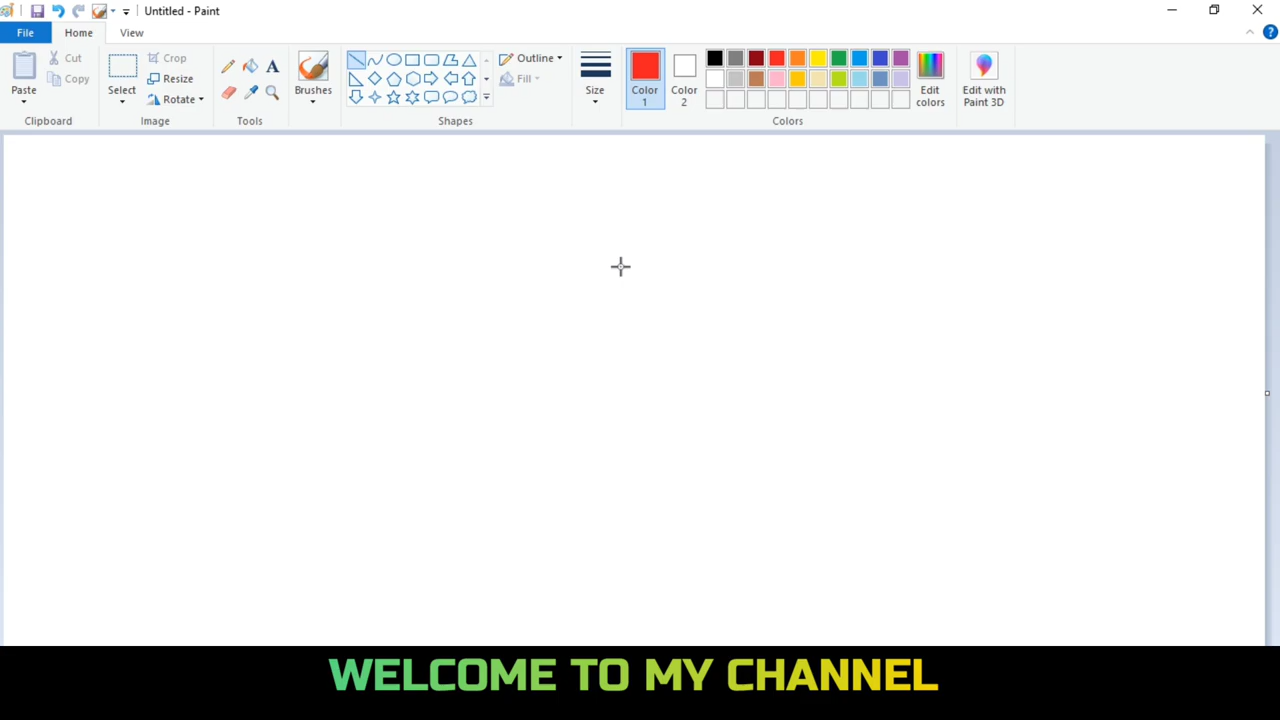 Untitled - Paint
File Home View
Paste Cut Copy Clipboard
Select Crop Resize Rotate Image
A Tools
Brushes
Outline Fill Shapes
Size
Color 1 Color 2 Edit colors Colors
Edit with Paint 3D
?
WELCOME TO MY CHANNEL